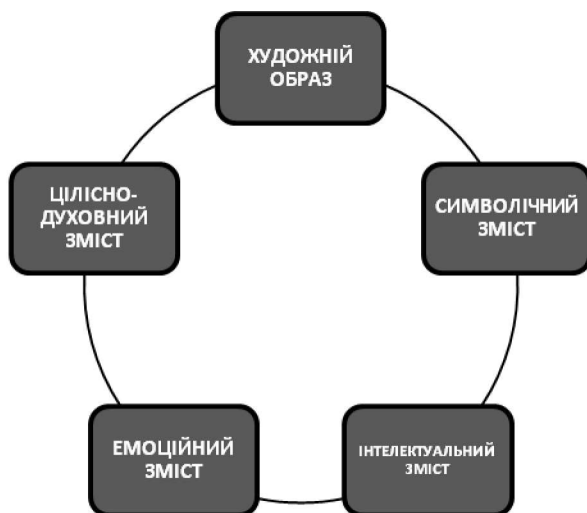 ХУДОЖНІЙ
ОБРАЗ
СИМВОЛІЧНИЙ
ЗМІСТ
ІНТЕЛЕКТУАЛЬНИЙ
ЗМІСТ
ЕМОЦІЙНИЙ
ЗМІСТ
ЦІЛІСНО-
ДУХОВНИЙ
ЗМІСТ